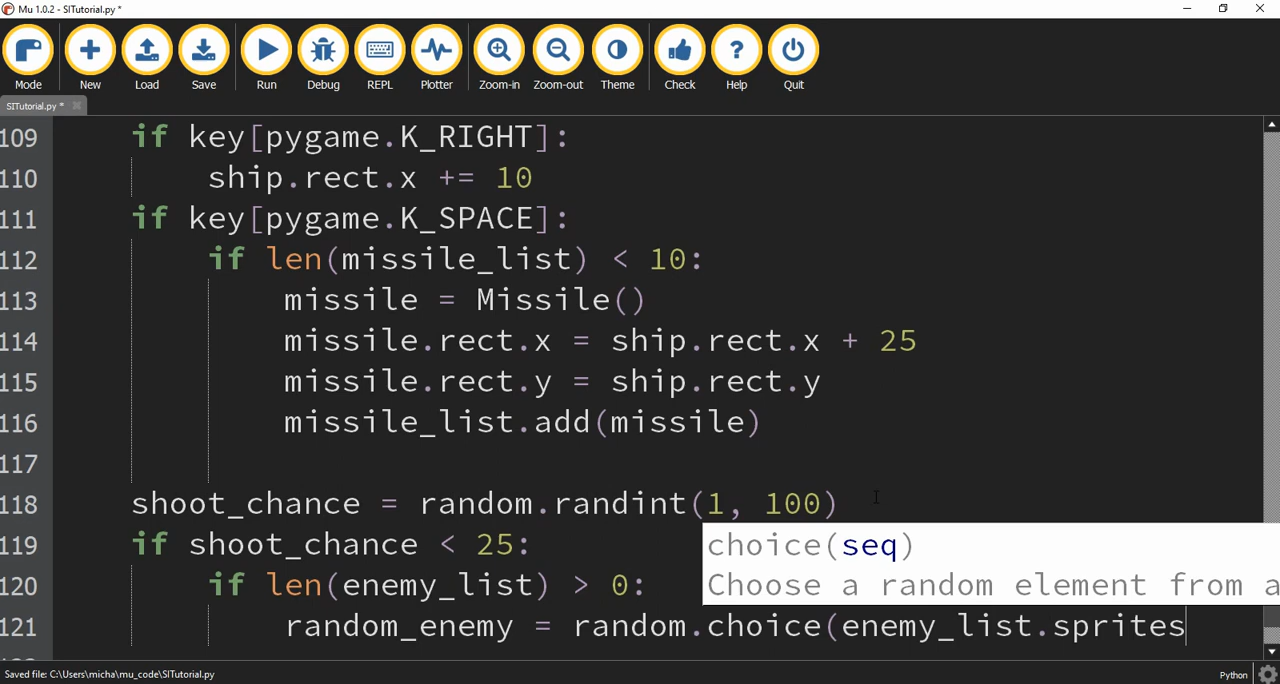 Mu 1.0.2 - SITutorial.py *
Mode New Load Save Run Debug REPL Plotter Zoom-in Zoom-out Theme Check Help Quit
SITutorial.py *
109 if key[pygame.K_RIGHT]:
110 ship.rect.x += 10
111 if key[pygame.K_SPACE]:
112 if len(missile_list) < 10:
113 missile = Missile()
114 missile.rect.x = ship.rect.x + 25
115 missile.rect.y = ship.rect.y
116 missile_list.add(missile)
117
118 shoot_chance = random.randint(1, 100)
119 if shoot_chance < 25:
choice(seq)
120 if len(enemy_list) > 0:
Choose a random element from a
121 random_enemy = random.choice(enemy_list.sprites
Saved file: C:\Users\micha\mu_code\SITutorial.py
Python